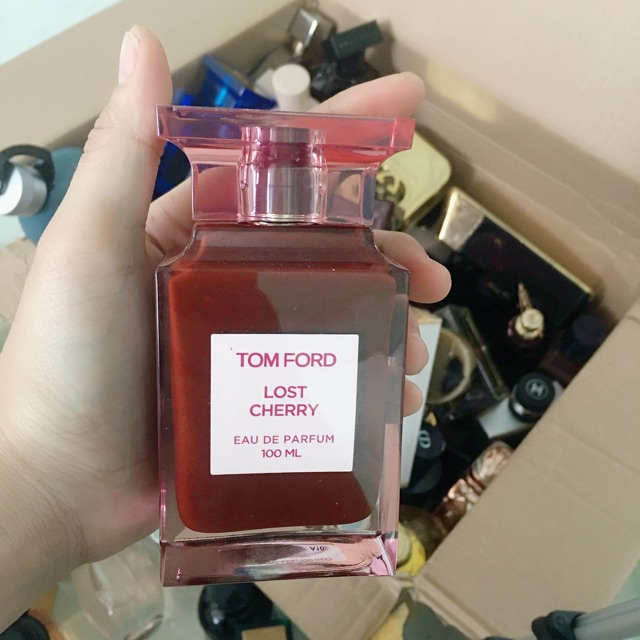 TOM FORD
LOST
CHERRY
EAU DE PARFUM
100 ML